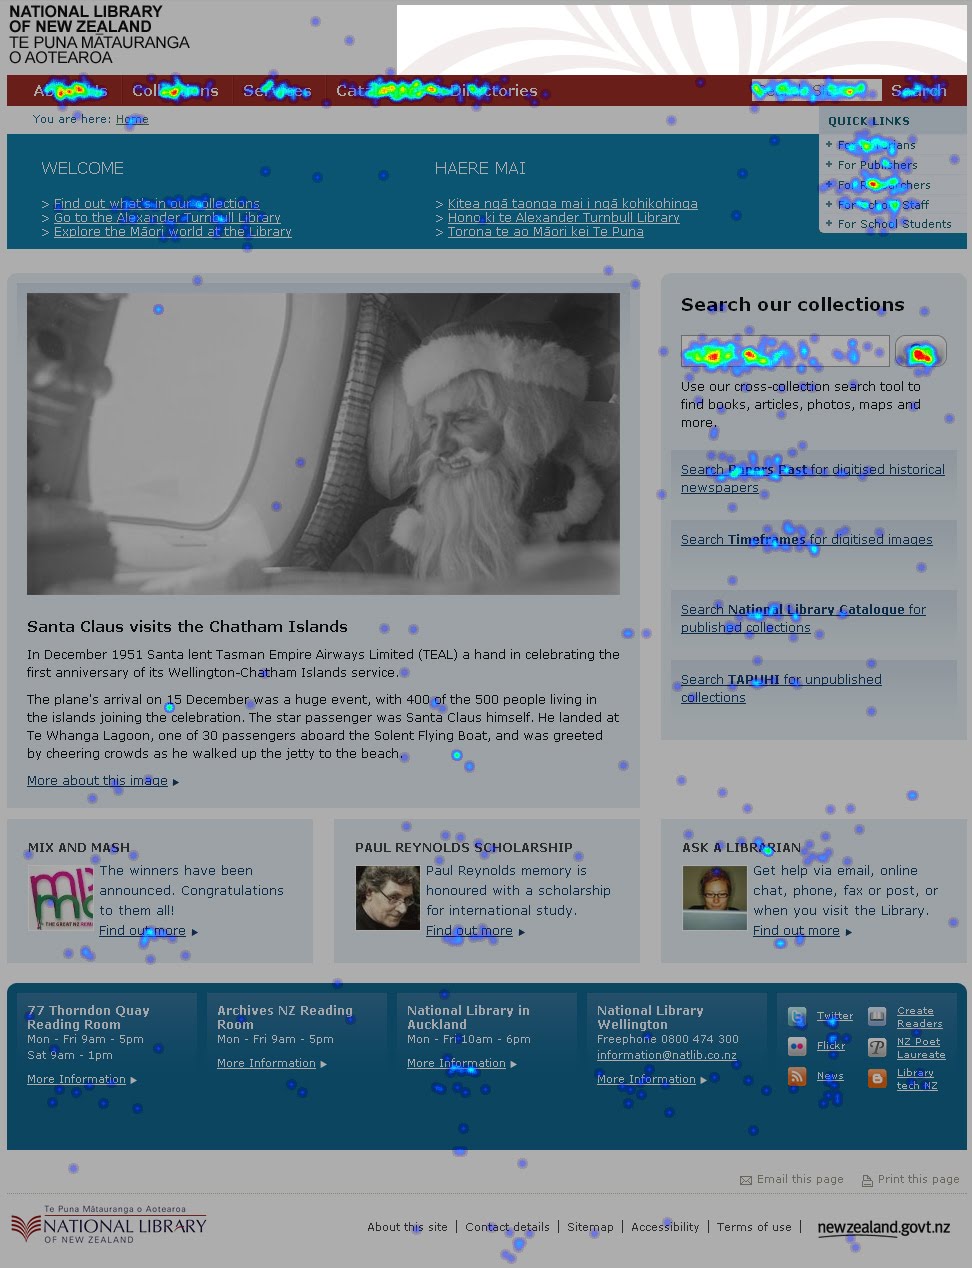 NATIONAL LIBRARY
OF NEW ZEALAND
TE PUNA MĀTAURANGA
O AOTEAROA
Services
Directories
Search
You are here: Home
QUICK LINKS
For Publishers
For School Students
WELCOME
> Find out what's in our collections
> Go to the Alexander Turnbull Library
> Explore the Māori world at the Library
HAERE MAI
> Kitea ngā taonga mai i ngā kohikohinga
> Hono ki te Alexander Turnbull Library
> Torona te ao Māori kei Te Puna
Santa Claus visits the Chatham Islands
In December 1951 Santa lent Tasman Empire Airways Limited (TEAL) a hand in celebrating the
first anniversary of its Wellington-Chatham Islands service.
The plane's arrival on 15 December was a huge event, with 400 of the 500 people living in
the islands joining the celebration. The star passenger was Santa Claus himself. He landed at
Te Whanga Lagoon, one of 30 passengers aboard the Solent Flying Boat, and was greeted
by cheering crowds as he walked up the jetty to the beach.
More about this image
Search our collections
Use our cross-collection search tool to
find books, articles, photos, maps and
more.
Search Papers Past for digitised historical
newspapers
Search Timeframes for digitised images
Search National Library Catalogue for
published collections
Search TAPUHI for unpublished
collections
MIX AND MASH
The winners have been
announced. Congratulations
to them all!
Find out more
PAUL REYNOLDS SCHOLARSHIP
Paul Reynolds memory is
honoured with a scholarship
for international study.
Find out more
ASK A LIBRARIAN
Get help via email, online
chat, phone, fax or post, or
when you visit the Library.
Find out more
77 Thorndon Quay
Reading Room
Mon - Fri 9am - 5pm
Sat 9am - 1pm
More Information
Archives NZ Reading
Room
Mon - Fri 9am - 5pm
More Information
National Library in
Auckland
Mon - Fri 10am - 6pm
More Information
National Library
Wellington
Freephone 0800 474 300
information@natlib.co.nz
More Information
Twitter
Flickr
News
Create
Readers
NZ Poet
Laureate
Library
tech NZ
Email this page
Print this page
Te Puna Mātauranga o Aotearoa
NATIONAL LIBRARY
OF NEW ZEALAND
About this site | Contact details | Sitemap | Accessibility | Terms of use |
newzealand.govt.nz